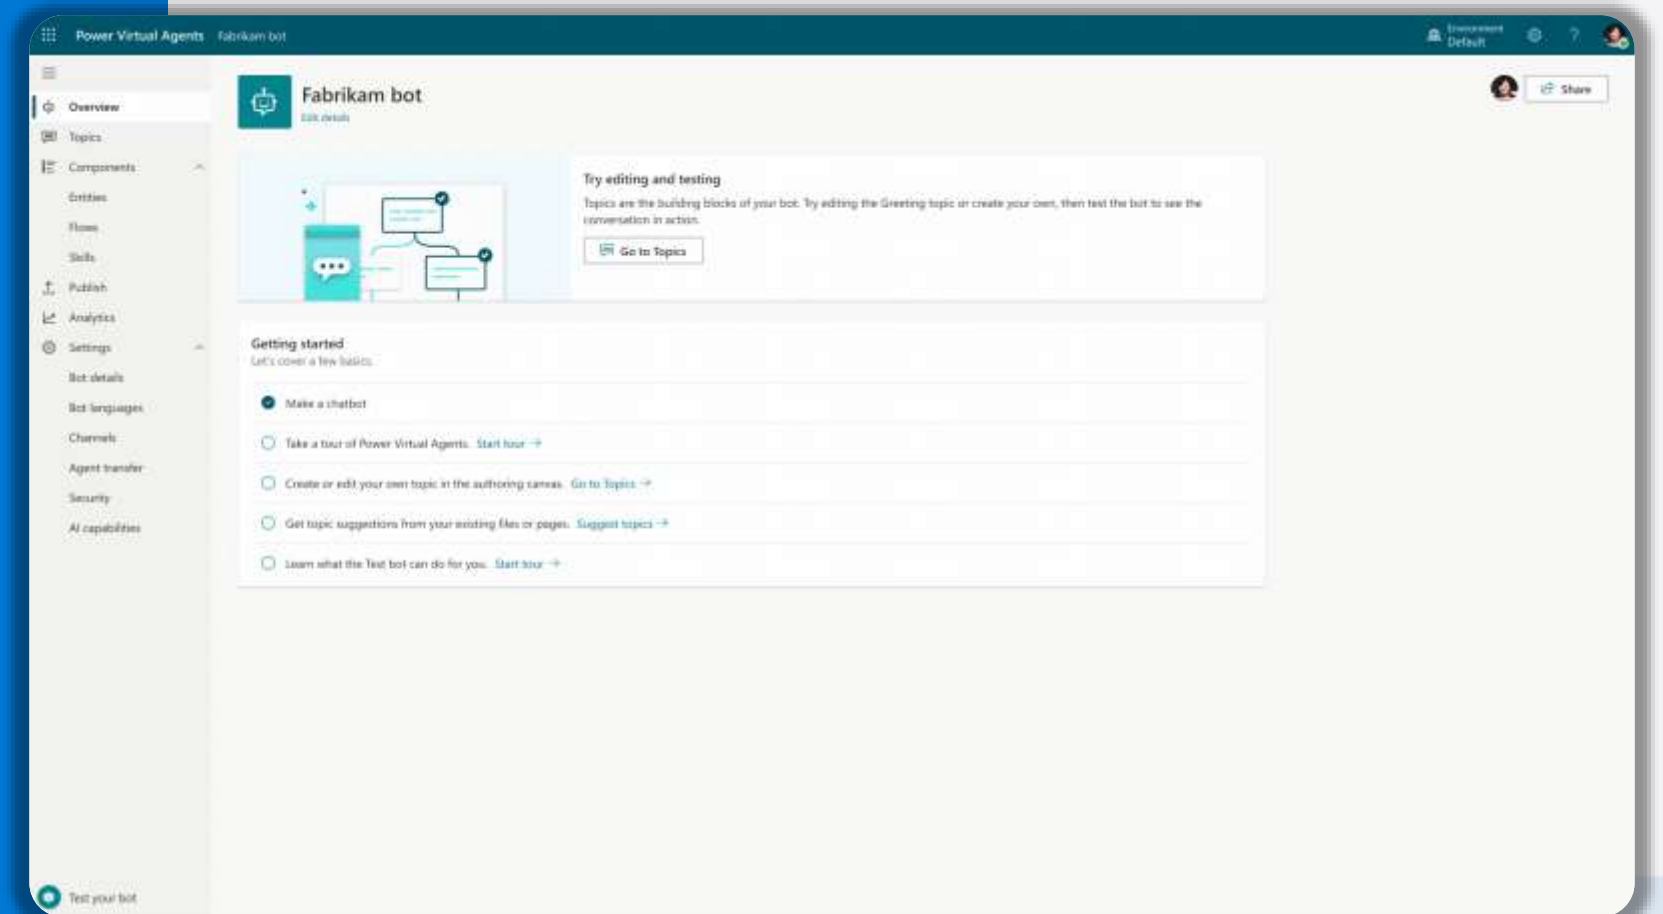 Power Virtual Agents Fabrikam bot
Environment
Default
?
Overview
Topics
Components
Entities
Flows
Skills
Publish
Analytics
Settings
Bot details
Bot languages
Channels
Agent transfer
Security
AI capabilities
Test your bot
Fabrikam bot
Edit details
Share
Try editing and testing
Topics are the building blocks of your bot. Try editing the Greeting topic or create your own, then test the bot to see the
conversation in action.
Go to Topics
Getting started
Let's cover a few basics.
Make a chatbot
Take a tour of Power Virtual Agents. Start tour →
Create or edit your own topic in the authoring canvas. Go to Topics →
Get topic suggestions from your existing files or pages. Suggest topics →
Learn what the Test bot can do for you. Start tour →